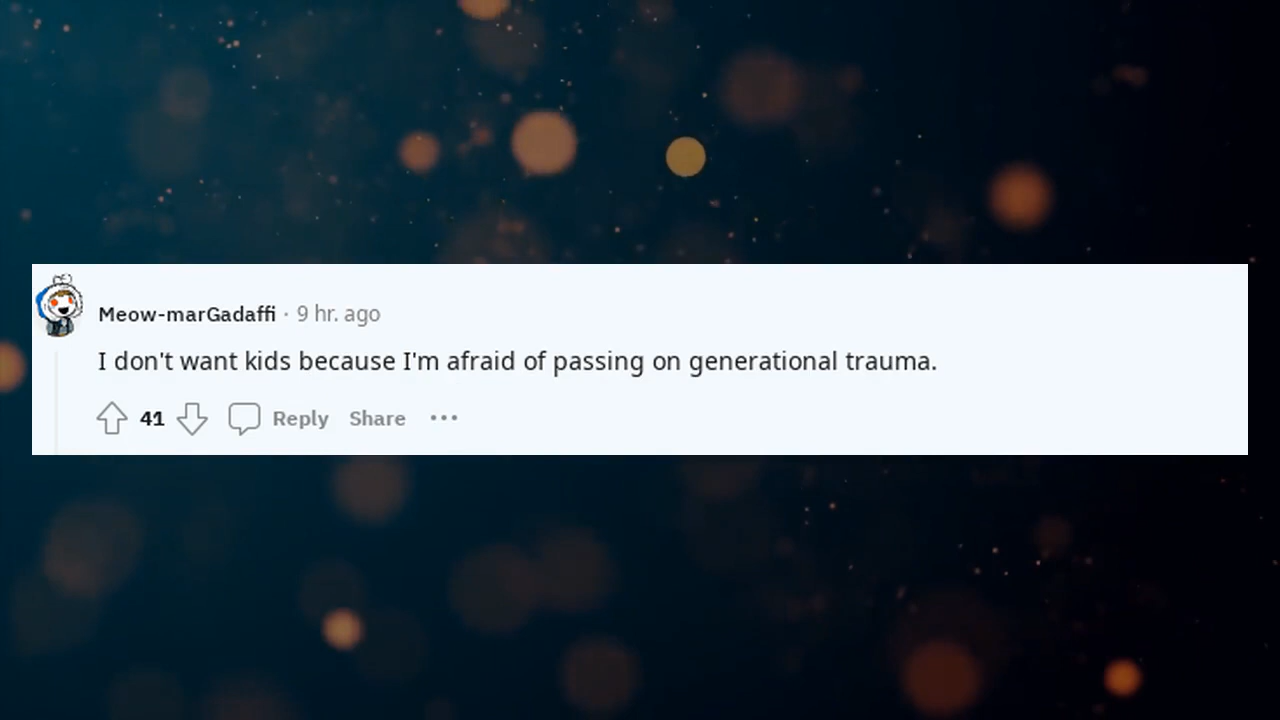 Meow-marGadaffi · 9 hr. ago
I don't want kids because I'm afraid of passing on generational trauma.
41 Reply Share ···